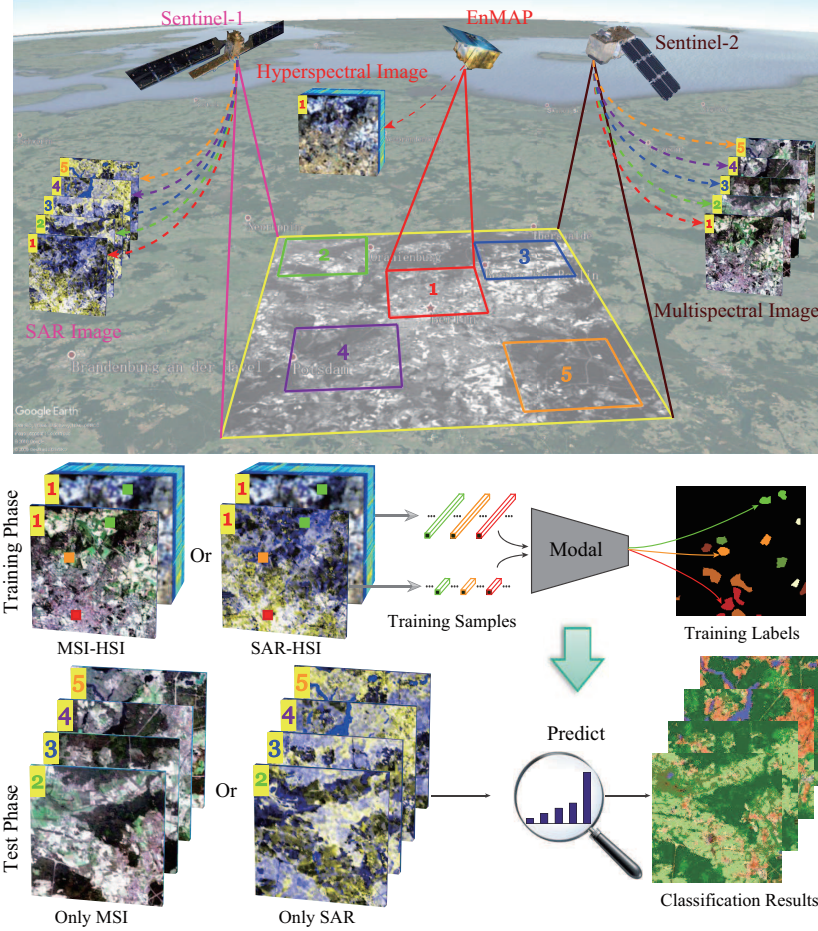 Sentinel-1
EnMAP
Sentinel-2
Hyperspectral Image
1
5
4
3
2
1
5
4
3
2
1
2
3
1
4
5
SAR Image
Multispectral Image
Brandenburg an der Havel
Potsdam
Google Earth
Training Phase
1
1
Or
1
1
...
...
...
...
Modal
...
...
...
...
MSI-HSI
SAR-HSI
Training Samples
Training Labels
Test Phase
5
4
3
2
Or
5
4
3
2
Predict
Only MSI
Only SAR
Classification Results